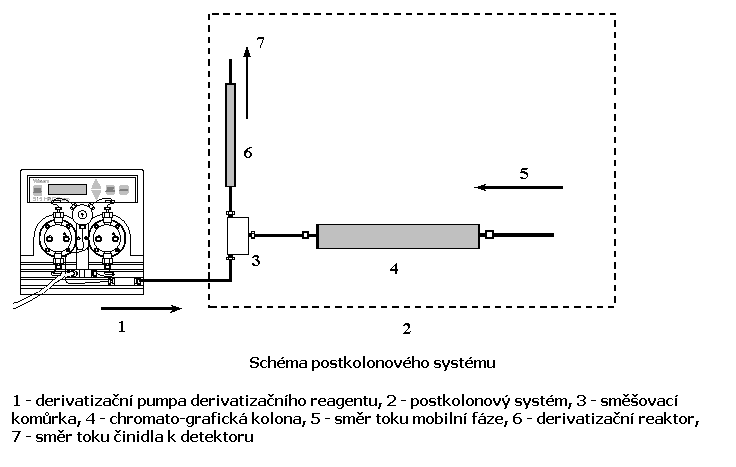 7
6
5
Waters
3
4
1
2
Schéma postkolonového systému
1 - derivatizační pumpa derivatizačního reagentu, 2 - postkolonový systém, 3 - směšovací
komůrka, 4 - chromato-grafická kolona, 5 - směr toku mobilní fáze, 6 - derivatizační reaktor,
7 - směr toku činidla k detektoru